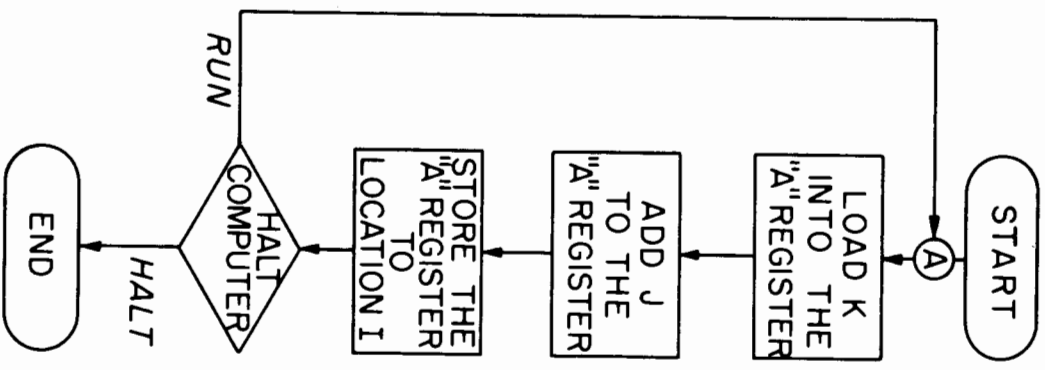 START
A
LOAD K
INTO THE
"A" REGISTER
ADD J
TO THE
"A" REGISTER
STORE THE
"A" REGISTER
TO
LOCATION I
HALT
COMPUTER
RUN
HALT
END